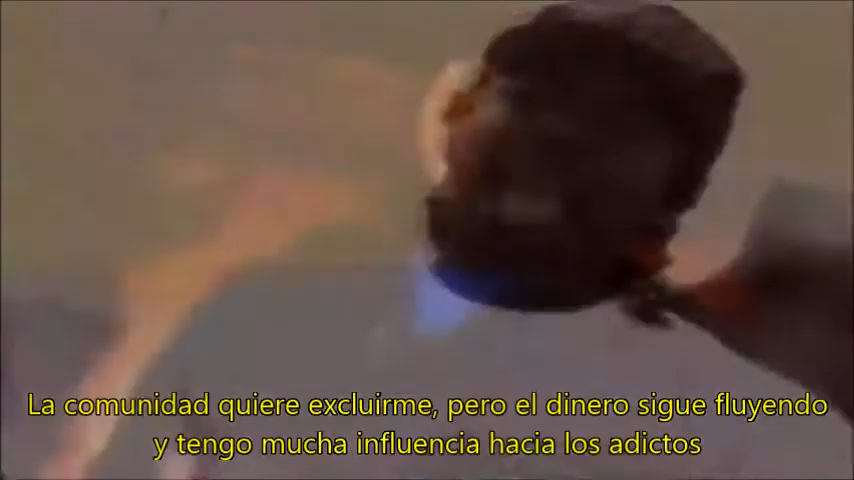 La comunidad quiere excluirme, pero el dinero sigue fluyendo
y tengo mucha influencia hacia los adictos